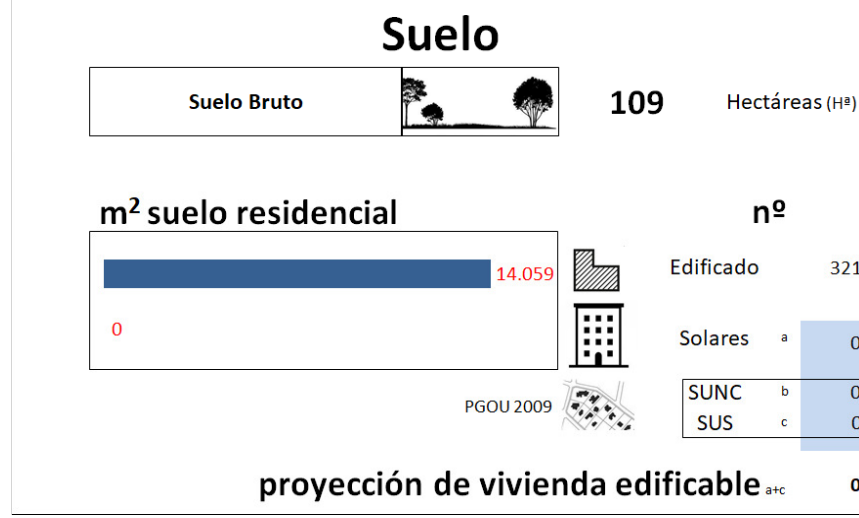 Suelo
Suelo Bruto 109 Hectáreas (Hª)
m² suelo residencial nº
14.059 Edificado 321
0
Solares a 0
SUNC b 0
PGOU 2009
SUS c 0
proyección de vivienda edificable a+c 0